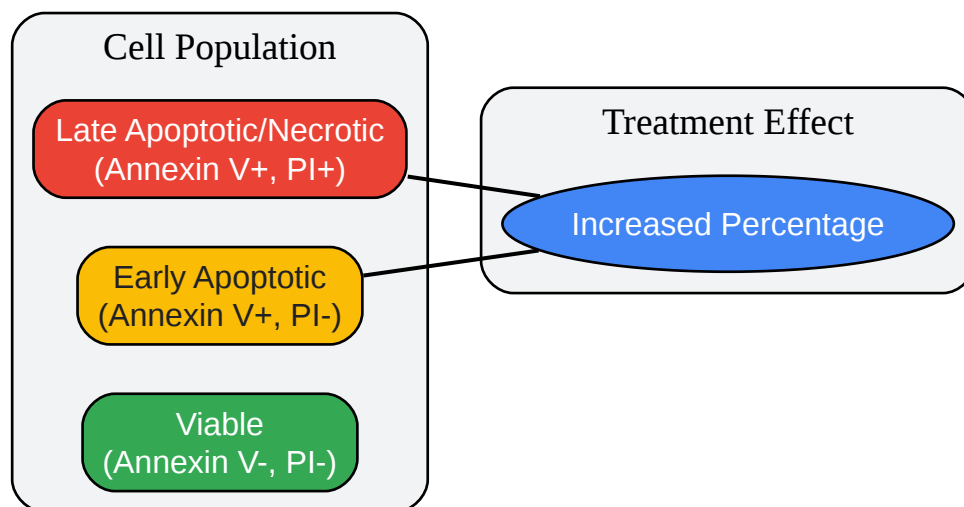 Cell Population
Late Apoptotic/Necrotic
(Annexin V+, PI+)
Early Apoptotic
(Annexin V+, PI-)
Viable
(Annexin V-, PI-)
Treatment Effect
Increased Percentage